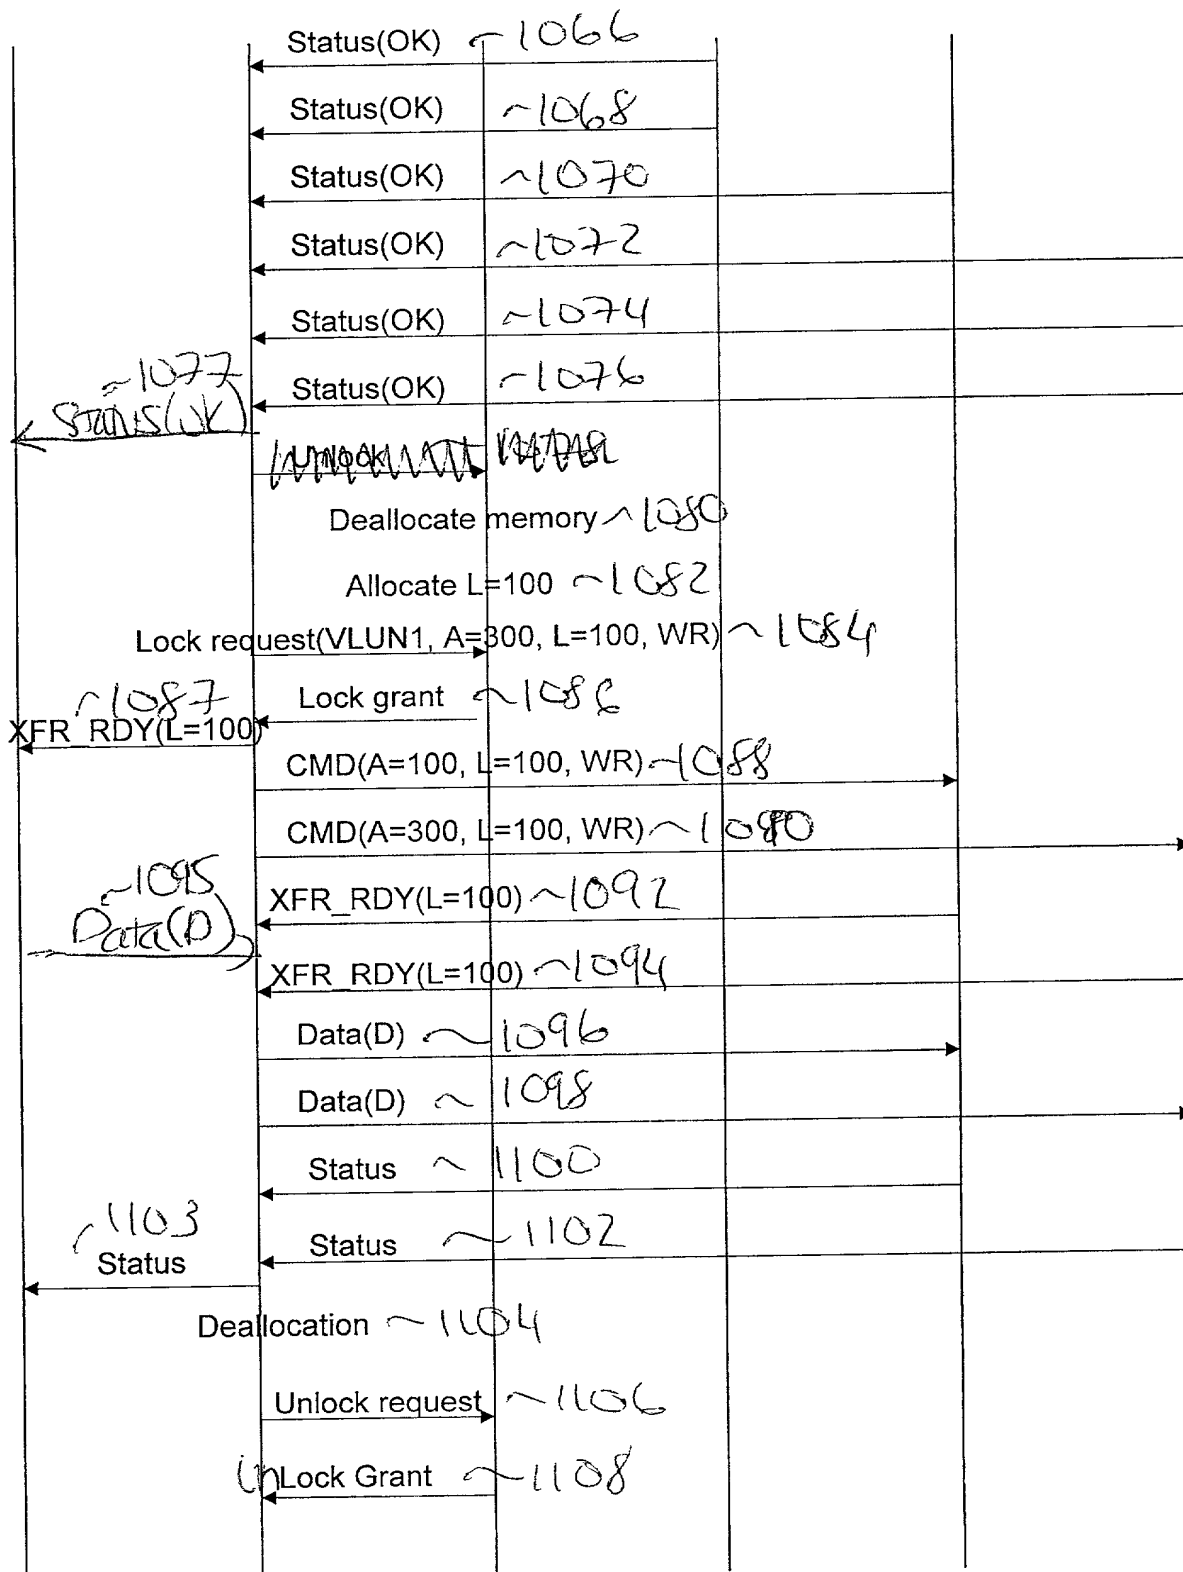 Status(OK) ~1066
Status(OK) ~1068
Status(OK) ~1070
Status(OK) ~1072
Status(OK) ~1074
~1077
Status(OK) ~1076
Status(OK)
Unlock
Deallocate memory ~1080
Allocate L=100 ~1082
Lock request(VLUN1, A=300, L=100, WR) ~1084
~1087 Lock grant ~1086
XFR_RDY(L=100)
CMD(A=100, L=100, WR) ~1088
CMD(A=300, L=100, WR) ~1090
~1095
XFR_RDY(L=100) ~1092
Data(D)
XFR_RDY(L=100) ~1094
Data(D) ~1096
Data(D) ~1098
Status ~1100
~1103
Status ~1102
Status
Deallocation ~1104
Unlock request ~1106
UnLock Grant ~1108